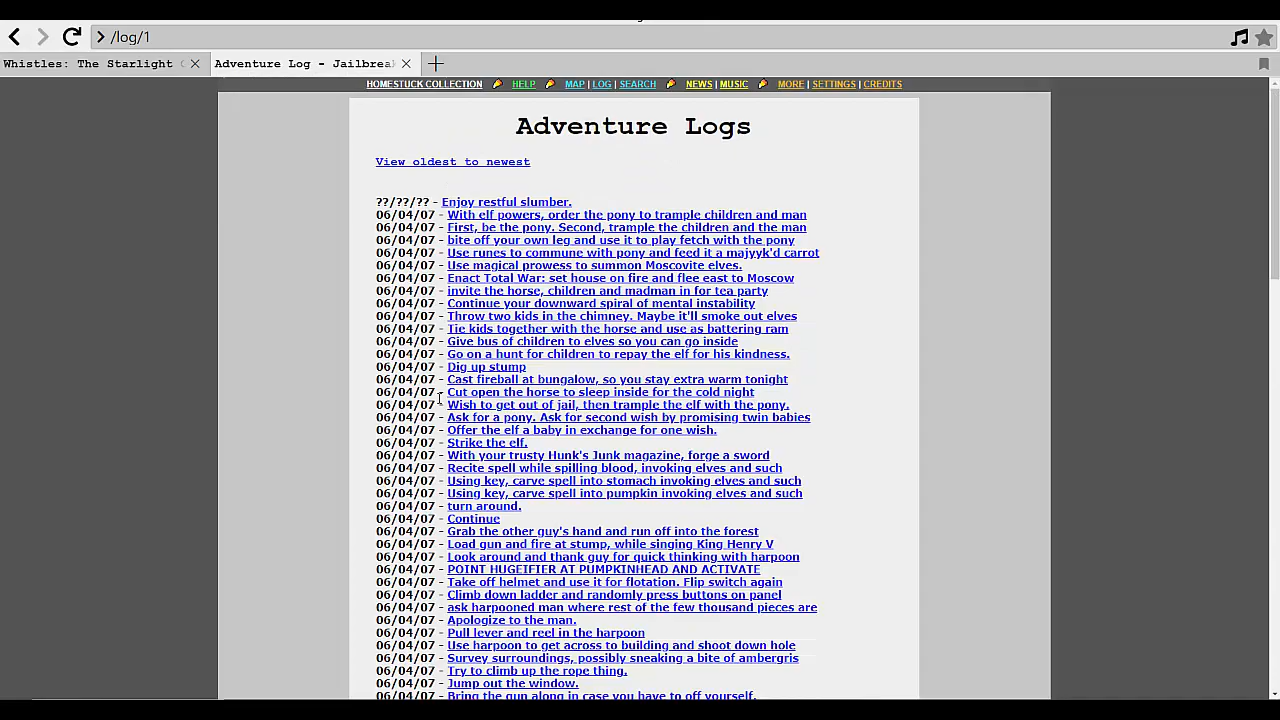 /log/1
Whistles: The Starlight
Adventure Log - Jailbreak
HOMESTUCK COLLECTION HELP MAP | LOG | SEARCH NEWS | MUSIC MORE | SETTINGS | CREDITS
Adventure Logs
View oldest to newest
??/??/?? - Enjoy restful slumber.
06/04/07 - With elf powers, order the pony to trample children and man
06/04/07 - First, be the pony. Second, trample the children and the man
06/04/07 - bite off your own leg and use it to play fetch with the pony
06/04/07 - Use runes to commune with pony and feed it a majyyk'd carrot
06/04/07 - Use magical prowess to summon Moscovite elves.
06/04/07 - Enact Total War: set house on fire and flee east to Moscow
06/04/07 - invite the horse, children and madman in for tea party
06/04/07 - Continue your downward spiral of mental instability
06/04/07 - Throw two kids in the chimney. Maybe it'll smoke out elves
06/04/07 - Tie kids together with the horse and use as battering ram
06/04/07 - Give bus of children to elves so you can go inside
06/04/07 - Go on a hunt for children to repay the elf for his kindness.
06/04/07 - Dig up stump
06/04/07 - Cast fireball at bungalow, so you stay extra warm tonight
06/04/07 - Cut open the horse to sleep inside for the cold night
06/04/07 - Wish to get out of jail, then trample the elf with the pony.
06/04/07 - Ask for a pony. Ask for second wish by promising twin babies
06/04/07 - Offer the elf a baby in exchange for one wish.
06/04/07 - Strike the elf.
06/04/07 - With your trusty Hunk's Junk magazine, forge a sword
06/04/07 - Recite spell while spilling blood, invoking elves and such
06/04/07 - Using key, carve spell into stomach invoking elves and such
06/04/07 - Using key, carve spell into pumpkin invoking elves and such
06/04/07 - turn around.
06/04/07 - Continue
06/04/07 - Grab the other guy's hand and run off into the forest
06/04/07 - Load gun and fire at stump, while singing King Henry V
06/04/07 - Look around and thank guy for quick thinking with harpoon
06/04/07 - POINT HUGEIFIER AT PUMPKINHEAD AND ACTIVATE
06/04/07 - Take off helmet and use it for flotation. Flip switch again
06/04/07 - Climb down ladder and randomly press buttons on panel
06/04/07 - ask harpooned man where rest of the few thousand pieces are
06/04/07 - Apologize to the man.
06/04/07 - Pull lever and reel in the harpoon
06/04/07 - Use harpoon to get across to building and shoot down hole
06/04/07 - Survey surroundings, possibly sneaking a bite of ambergris
06/04/07 - Try to climb up the rope thing.
06/04/07 - Jump out the window.
06/04/07 - Bring the gun along in case you have to off yourself.